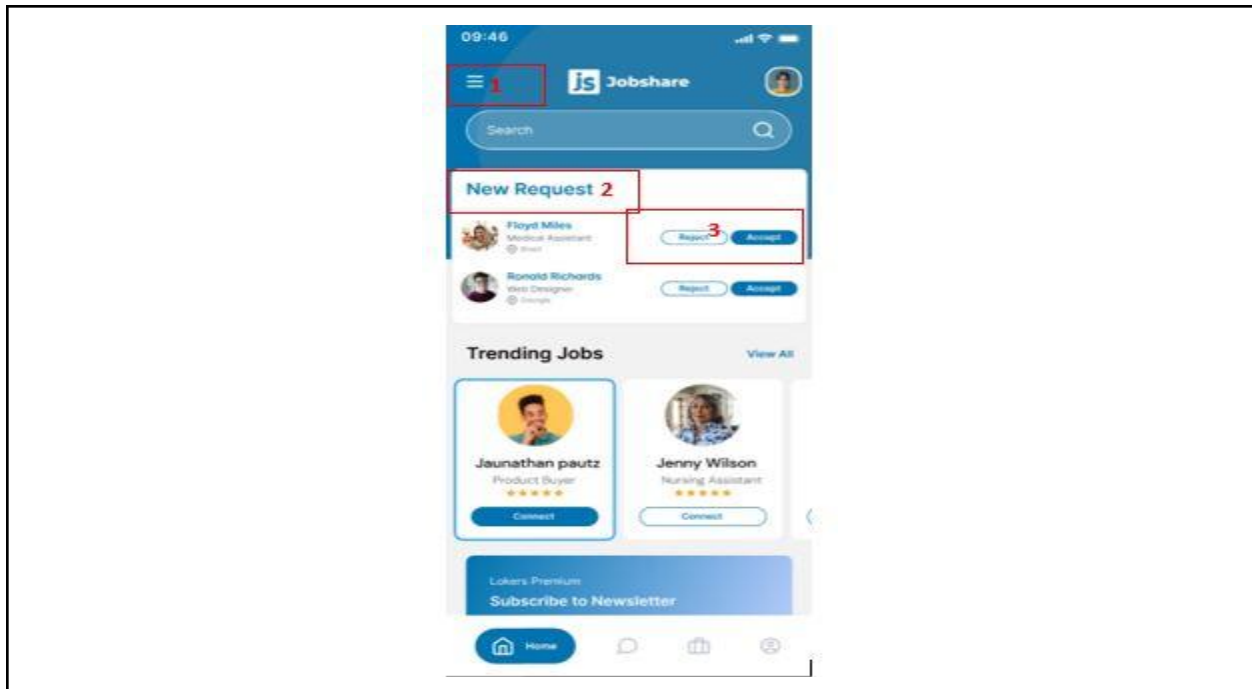 09:46
1
js Jobshare
Search
New Request 2
Floyd Miles
Medical Assistant
Brazil
3
Reject Accept
Ronald Richards
Web Designer
Georgia
Reject Accept
Trending Jobs View All
Jaunathan pautz Jenny Wilson
Product Buyer Nursing Assistant
Connect Connect
Lokers Premium
Subscribe to Newsletter
Home